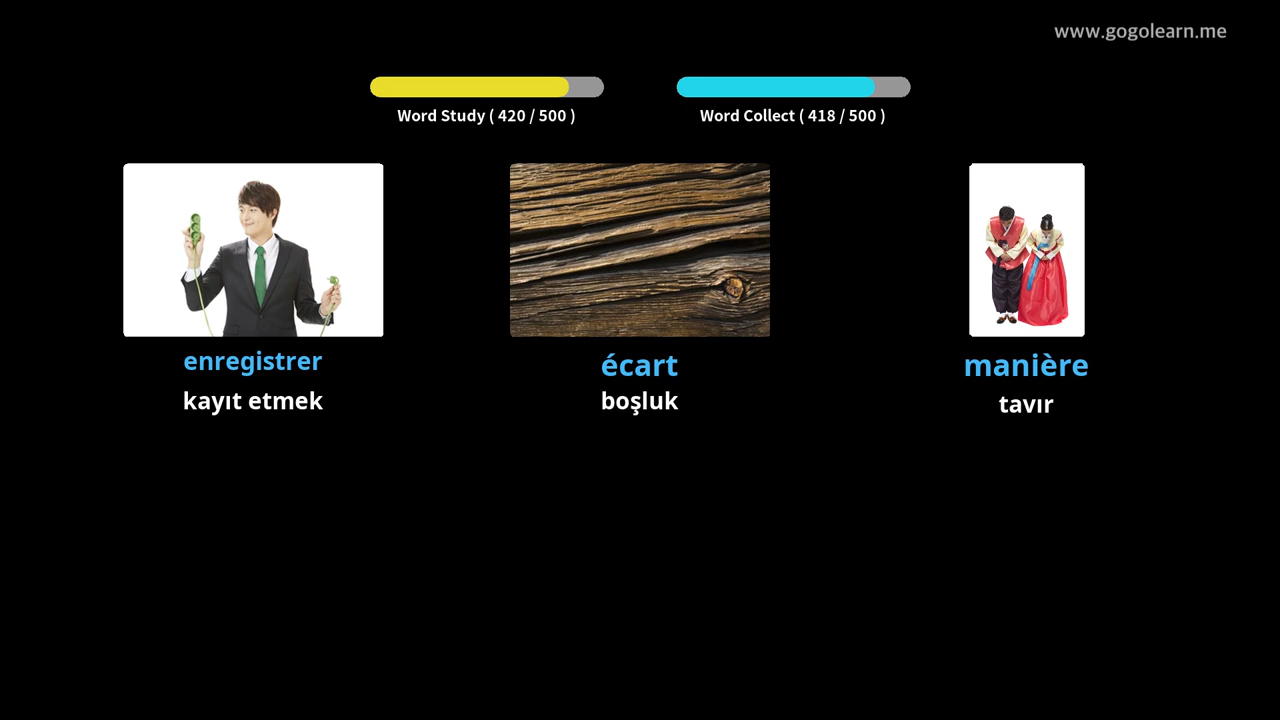 www.gogolearn.me
Word Study ( 420 / 500 )
Word Collect ( 418 / 500 )
enregistrer
kayıt etmek
écart
boşluk
manière
tavır